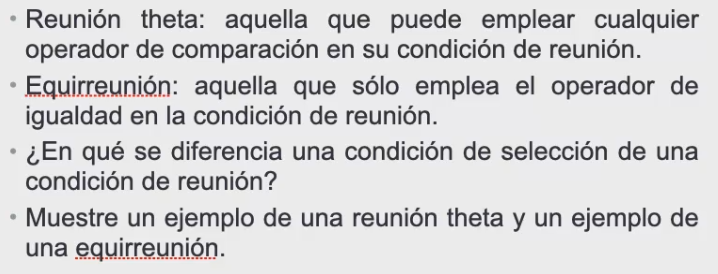 • Reunión theta: aquella que puede emplear cualquier
operador de comparación en su condición de reunión.
• Equirreunión: aquella que sólo emplea el operador de
igualdad en la condición de reunión.
• ¿En qué se diferencia una condición de selección de una
condición de reunión?
• Muestre un ejemplo de una reunión theta y un ejemplo de
una equirreunión.